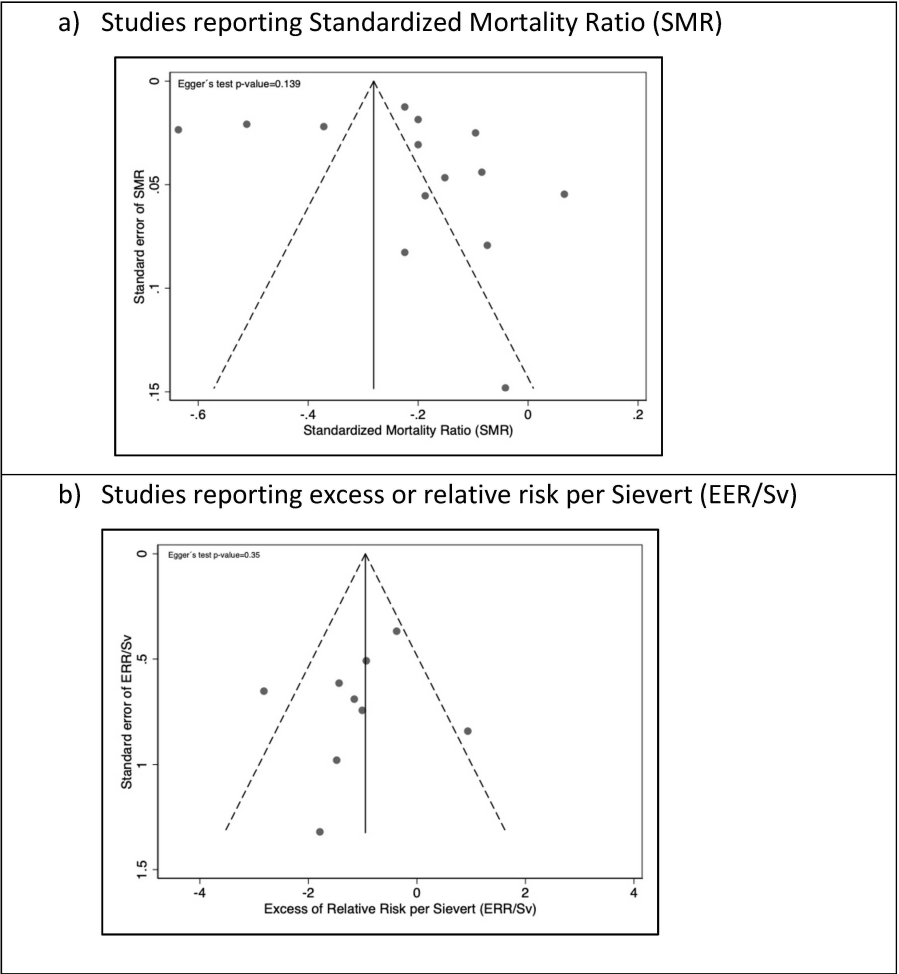 a) Studies reporting Standardized Mortality Ratio (SMR)
Egger´s test p-value=0.139
Standard error of SMR
0
.05
.1
.15
-.6 -.4 -.2 0 .2
Standardized Mortality Ratio (SMR)
b) Studies reporting excess or relative risk per Sievert (EER/Sv)
Egger´s test p-value=0.35
Standard error of ERR/Sv
0
.5
1
1.5
-4 -2 0 2 4
Excess of Relative Risk per Sievert (ERR/Sv)